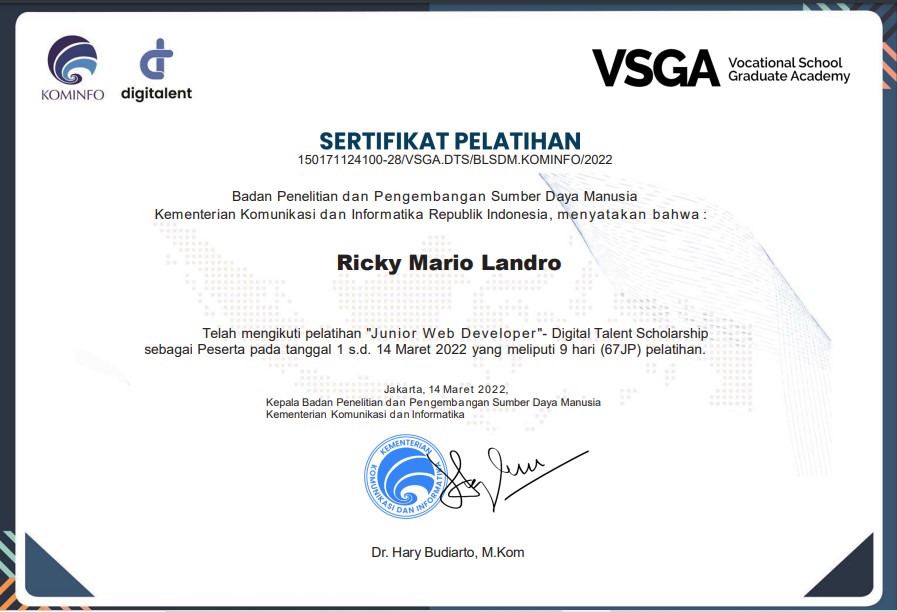 KOMINFO
digitalent
VSGA
Vocational School
Graduate Academy
SERTIFIKAT PELATIHAN
150171124100-28/VSGA.DTS/BLSDM.KOMINFO/2022
Badan Penelitian dan Pengembangan Sumber Daya Manusia
Kementerian Komunikasi dan Informatika Republik Indonesia, menyatakan bahwa :
Ricky Mario Landro
Telah mengikuti pelatihan "Junior Web Developer"- Digital Talent Scholarship
sebagai Peserta pada tanggal 1 s.d. 14 Maret 2022 yang meliputi 9 hari (67JP) pelatihan.
Jakarta, 14 Maret 2022,
Kepala Badan Penelitian dan Pengembangan Sumber Daya Manusia
Kementerian Komunikasi dan Informatika
KEMENTERIAN
KOMUNIKASI DAN INFORMATIKA
Dr. Hary Budiarto, M.Kom